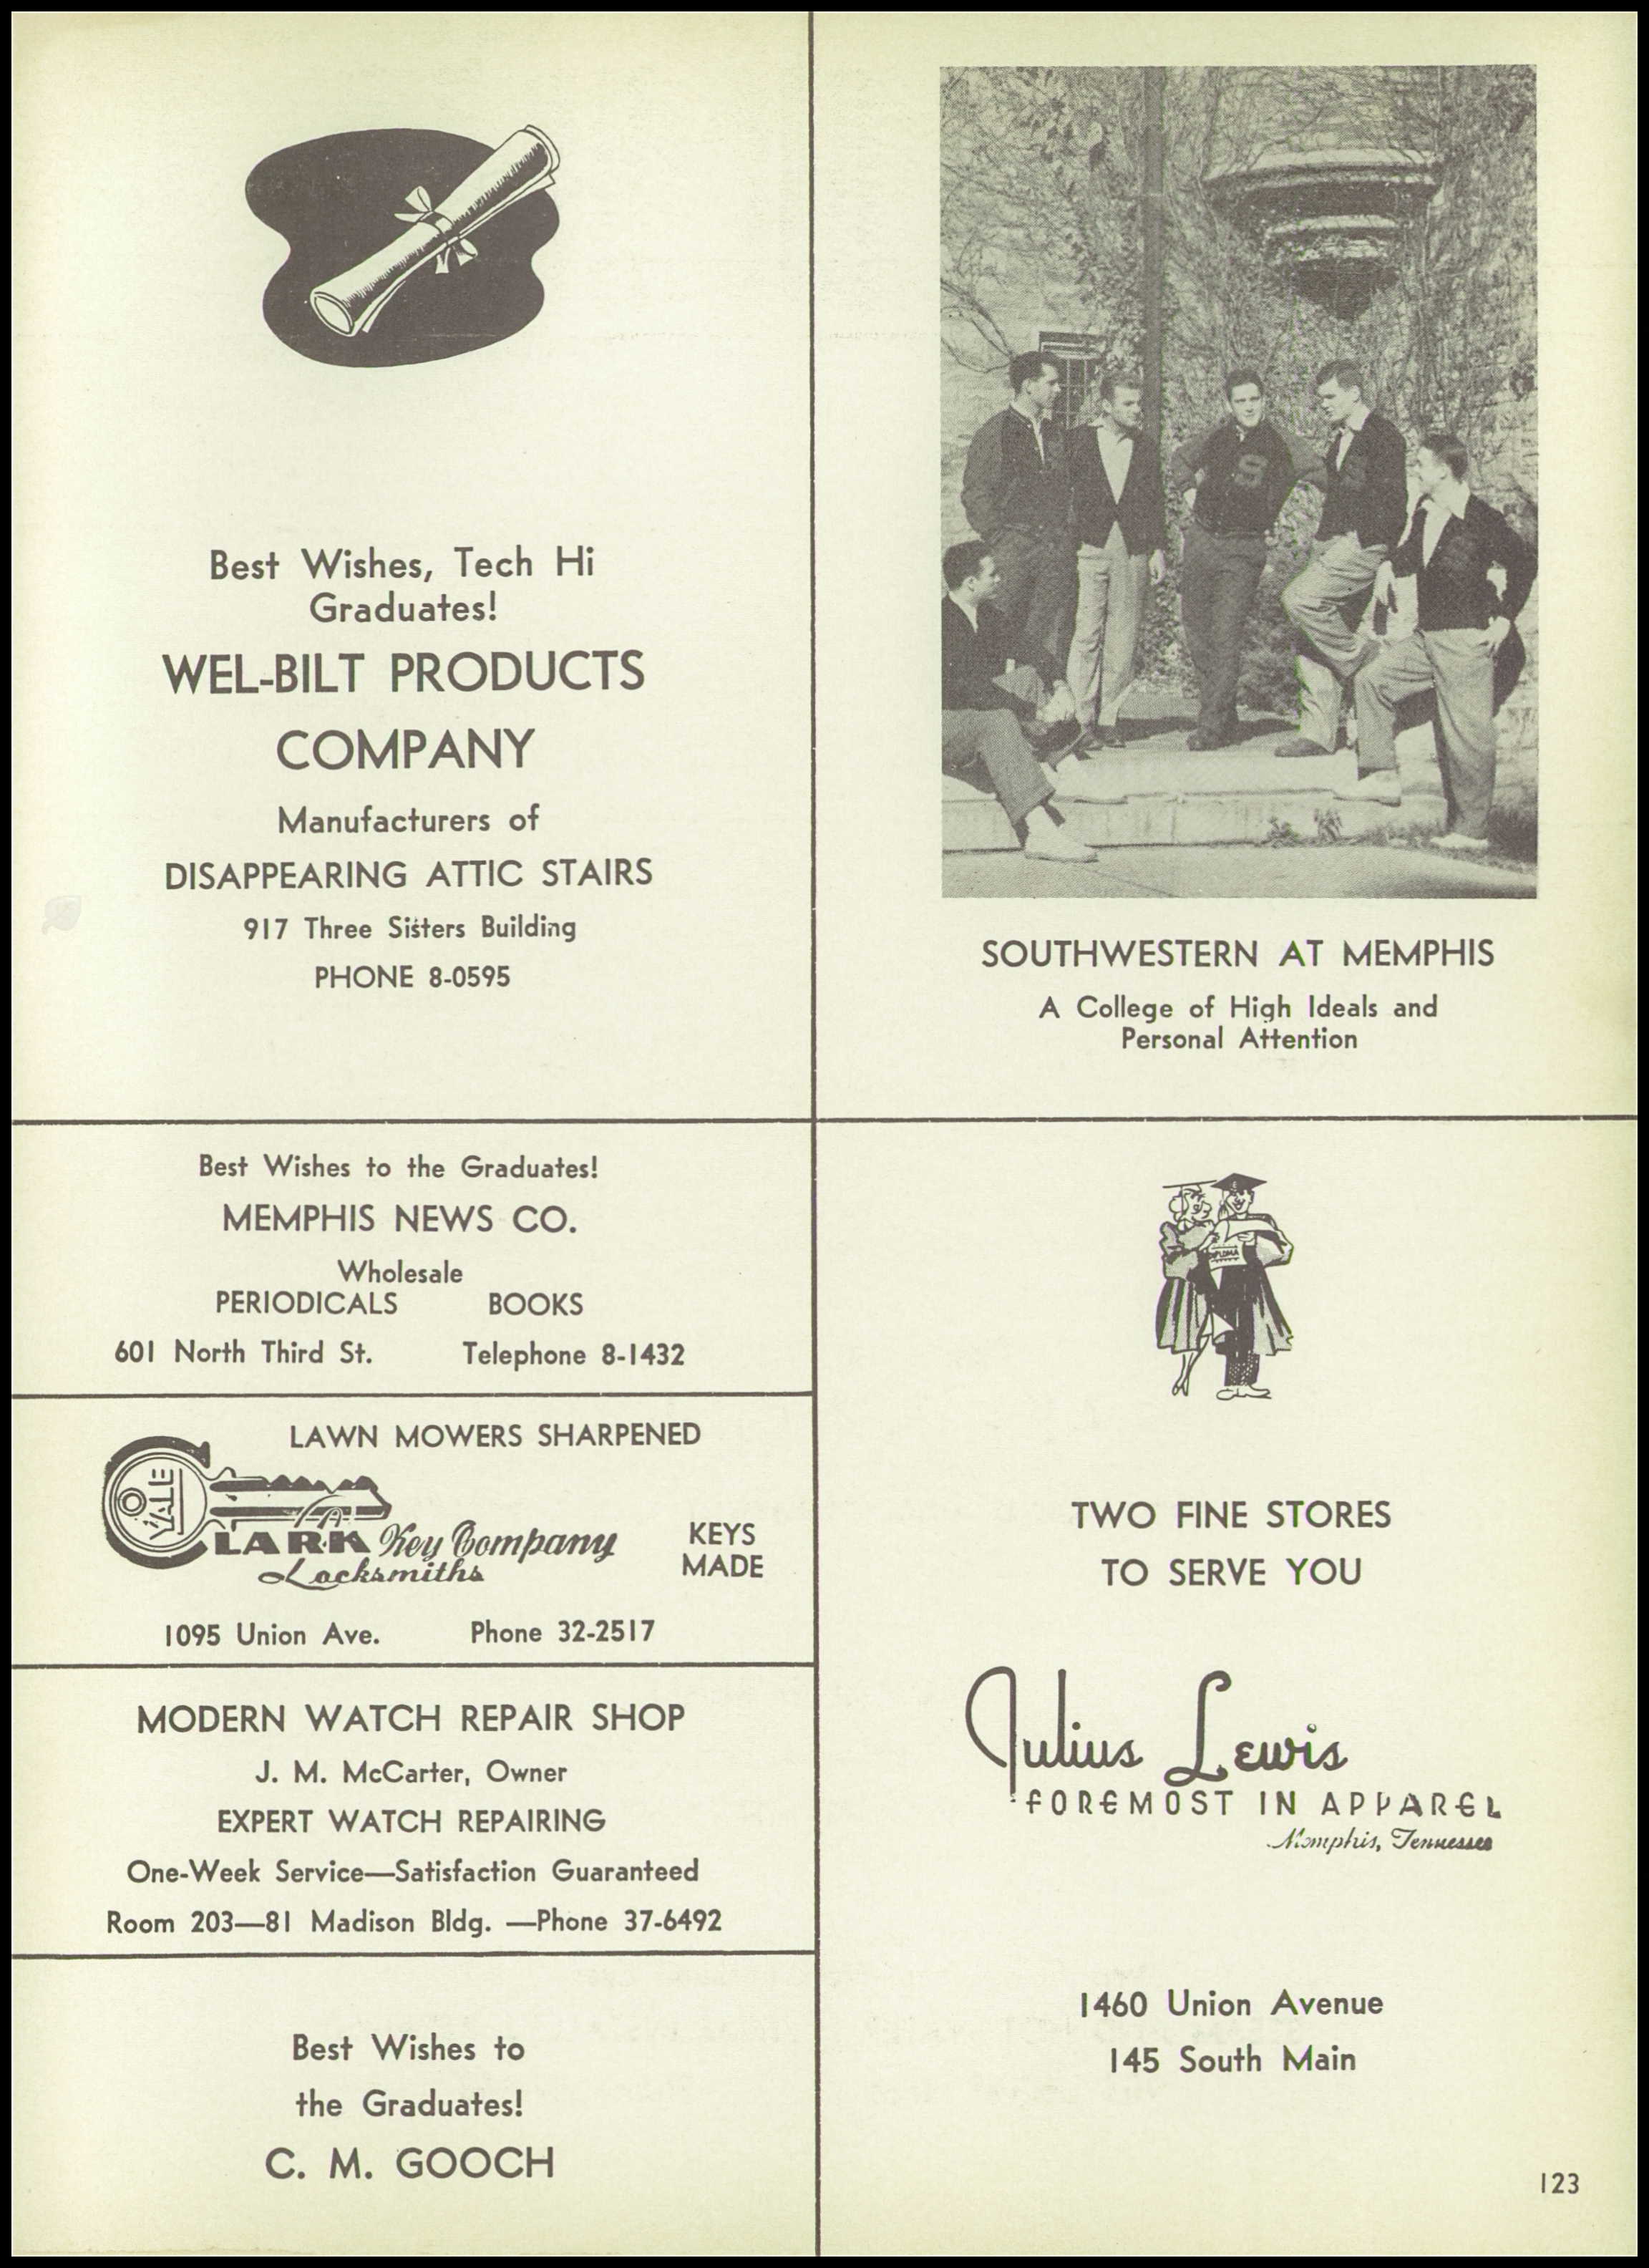 Best Wishes, Tech Hi
Graduates!
WEL-BILT PRODUCTS
COMPANY
Manufacturers of
DISAPPEARING ATTIC STAIRS
917 Three Sisters Building
PHONE 8-0595
S
SOUTHWESTERN AT MEMPHIS
A College of High Ideals and
Personal Attention
Best Wishes to the Graduates!
MEMPHIS NEWS CO.
Wholesale
PERIODICALS BOOKS
601 North Third St. Telephone 8-1432
LAWN MOWERS SHARPENED
YALE
CLARK Key Company
Locksmiths
KEYS
MADE
1095 Union Ave. Phone 32-2517
MODERN WATCH REPAIR SHOP
J. M. McCarter, Owner
EXPERT WATCH REPAIRING
One-Week Service—Satisfaction Guaranteed
Room 203—81 Madison Bldg. —Phone 37-6492
Best Wishes to
the Graduates!
C. M. GOOCH
DIPLOMA
TWO FINE STORES
TO SERVE YOU
Julius Lewis
FOREMOST IN APPAREL
Memphis, Tennessee
1460 Union Avenue
145 South Main
123